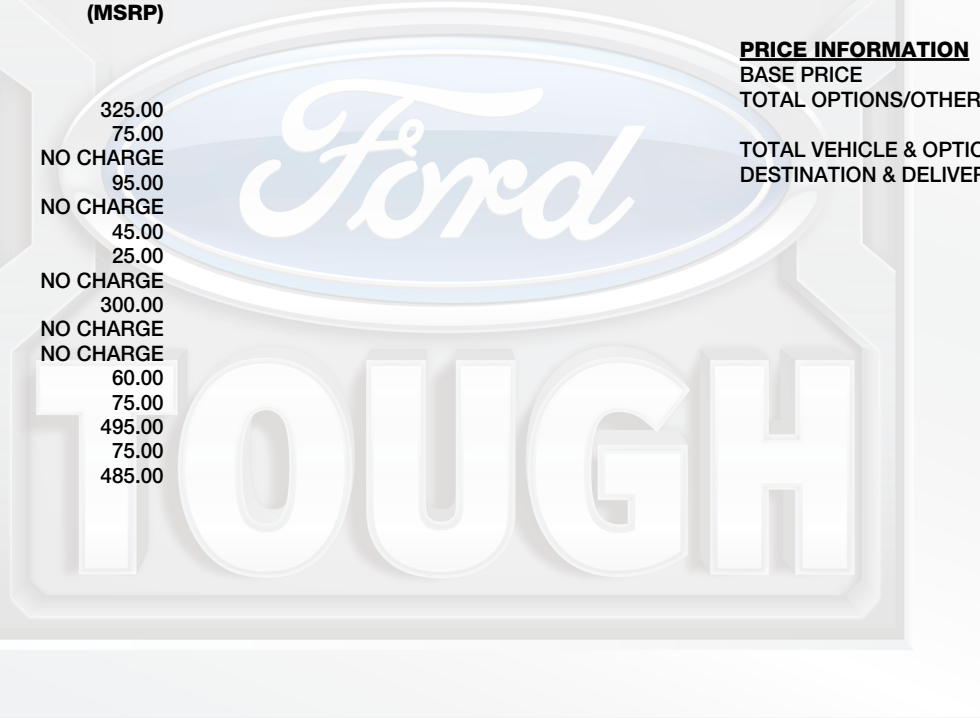 (MSRP)
325.00
75.00
NO CHARGE
95.00
NO CHARGE
45.00
25.00
NO CHARGE
300.00
NO CHARGE
NO CHARGE
60.00
75.00
495.00
75.00
485.00
PRICE INFORMATION
BASE PRICE
TOTAL OPTIONS/OTHER
TOTAL VEHICLE & OPTIO
DESTINATION & DELIVER
Ford
TOUGH